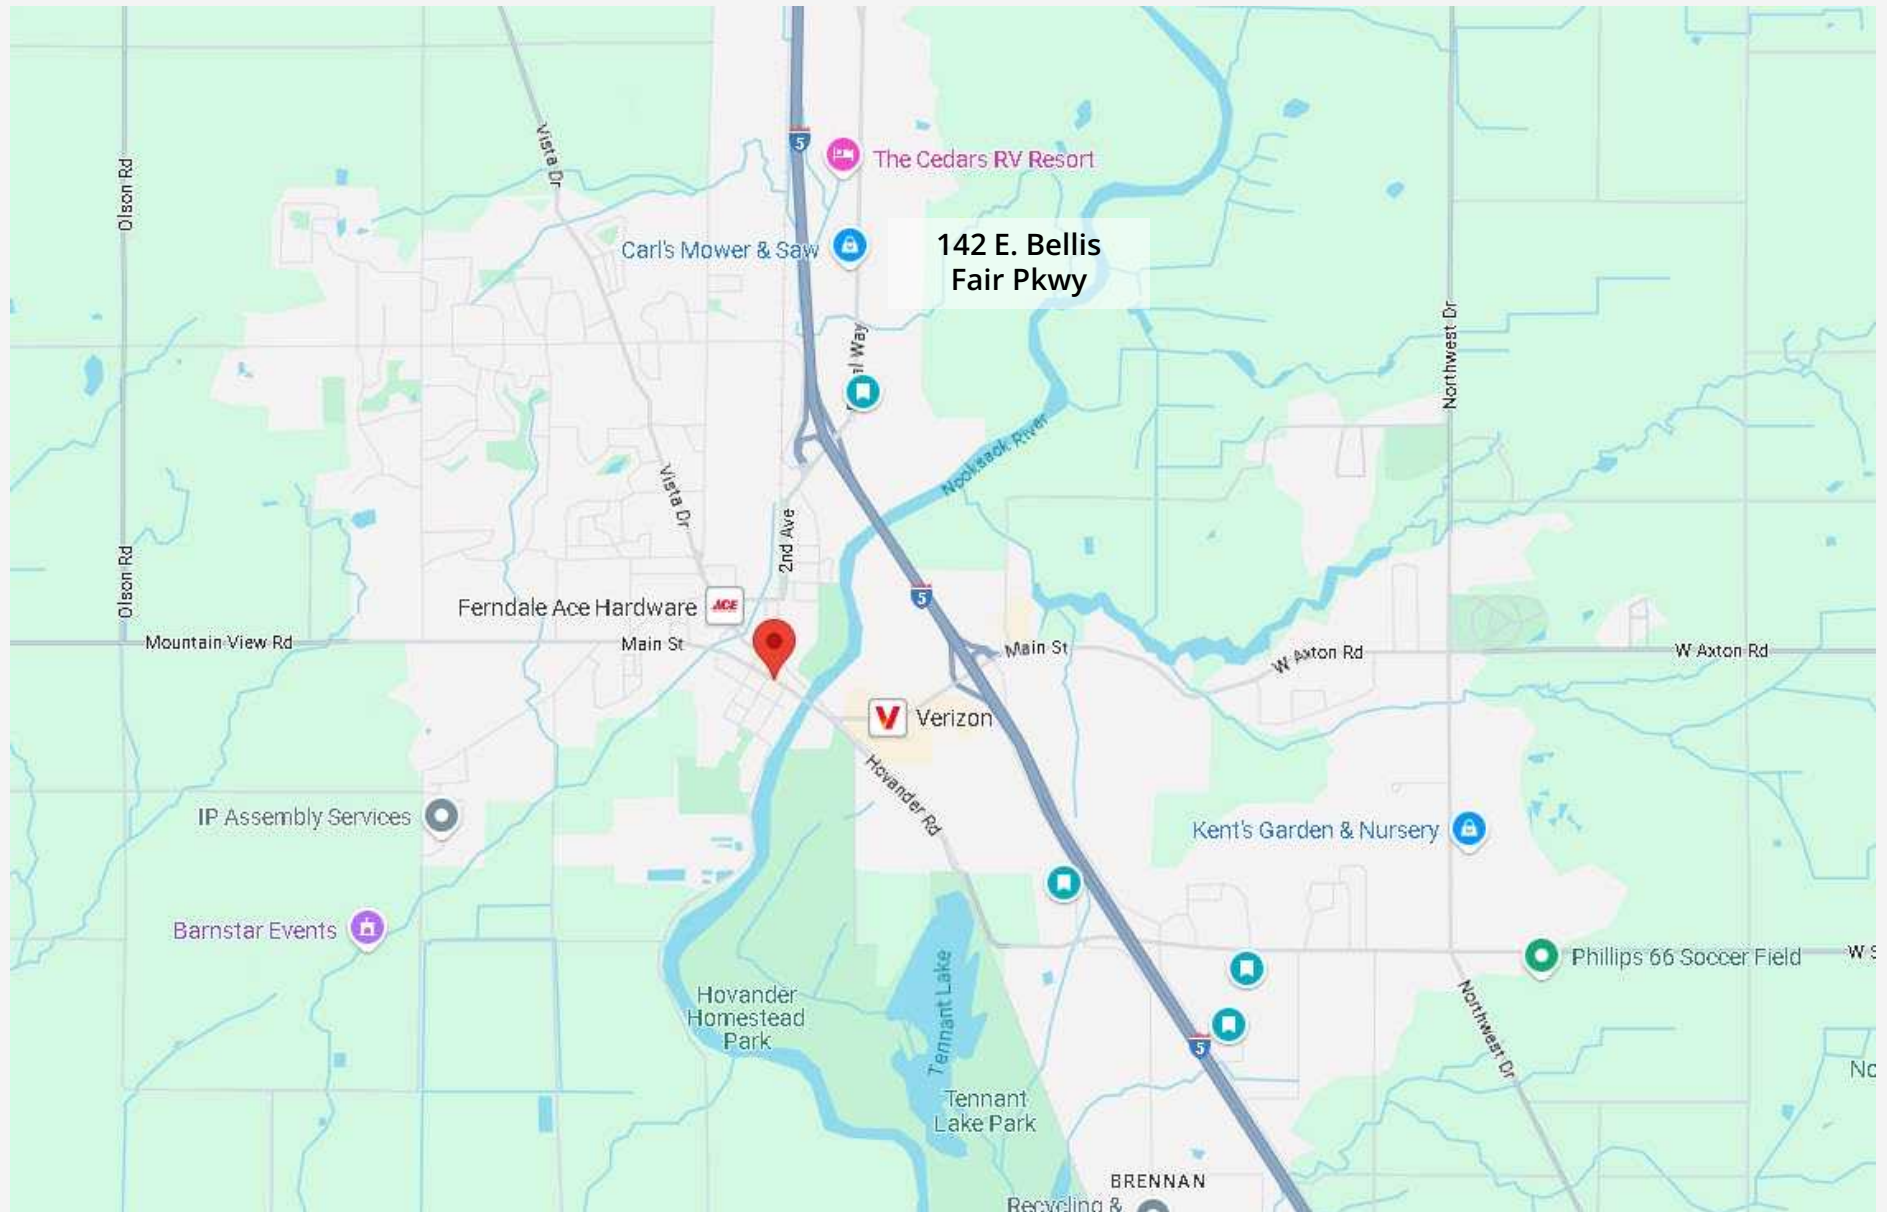 Vista Dr
5
The Cedars RV Resort
Olson Rd
Carl's Mower & Saw
142 E. Bellis
Fair Pkwy
Northwest Dr
al Way
Nooksack River
Vista Dr
2nd Ave
Olson Rd
5
Ferndale Ace Hardware
ACE
Mountain View Rd
Main St
Main St
W Axton Rd
W Axton Rd
Verizon
Hovander Rd
IP Assembly Services
Kent's Garden & Nursery
Barnstar Events
Phillips 66 Soccer Field
W S
Hovander
Homestead
Park
Tennant Lake
Northwest Dr
5
No
Tennant
Lake Park
BRENNAN
Recycling &